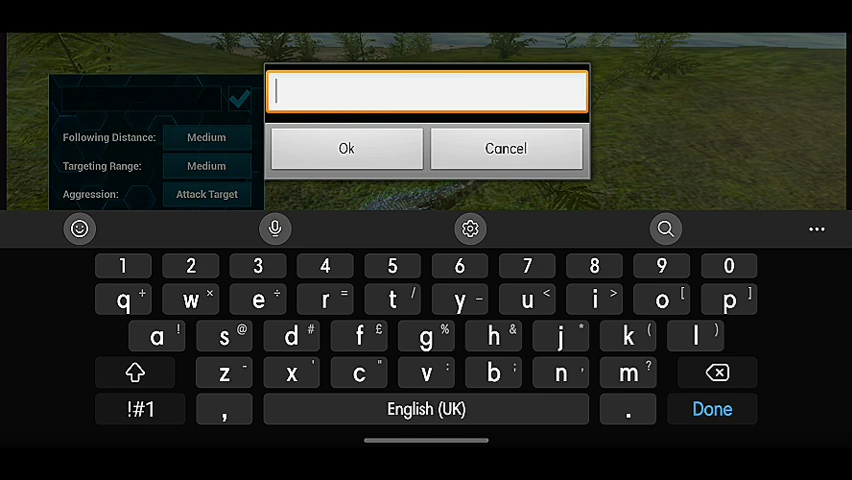 Ok Cancel
Following Distance: Medium
Targeting Range: Medium
Aggression: Attack Target
1 2 3 4 5 6 7 8 9 0
q + w × e ÷ r = t / y _ u < i > o [ p ]
a ! s @ d # f £ g % h & j * k ( l )
z - x ' c " v : b ; n , m ?
!#1 , English (UK) . Done